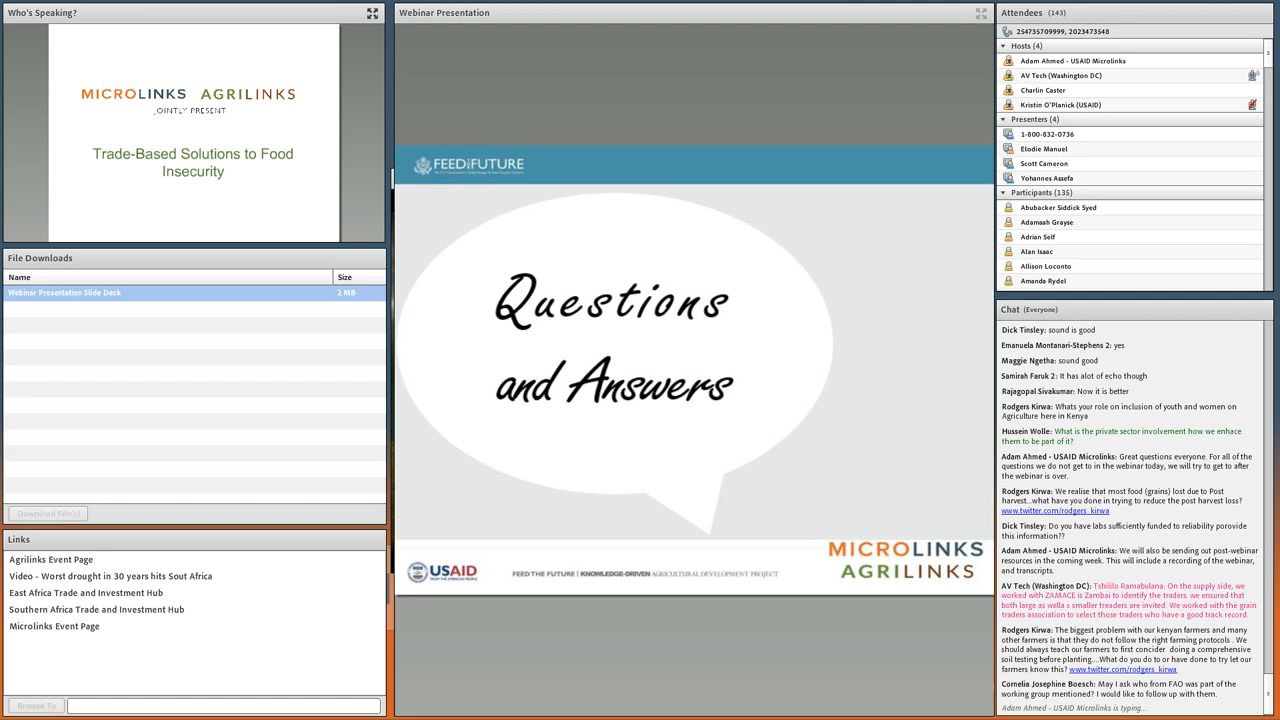 Who's Speaking?
MICROLINKS AGRILINKS
JOINTLY PRESENT
Trade-Based Solutions to Food
Insecurity
File Downloads
Name Size
Webinar Presentation Slide Deck 2 MB
Download File(s)
Links
Agrilinks Event Page
Video - Worst drought in 30 years hits Sout Africa
East Africa Trade and Investment Hub
Southern Africa Trade and Investment Hub
Microlinks Event Page
Browse To
Webinar Presentation
FEED THE FUTURE
Questions
and Answers
MICROLINKS
AGRILINKS
USAID
FROM THE AMERICAN PEOPLE
FEED THE FUTURE | KNOWLEDGE-DRIVEN AGRICULTURAL DEVELOPMENT PROJECT
Attendees (143)
254735709999, 2023473548
Hosts (4)
Adam Ahmed - USAID Microlinks
AV Tech (Washington DC)
Charlin Caster
Kristin O'Planick (USAID)
Presenters (4)
1-800-832-0736
Elodie Manuel
Scott Cameron
Yohannes Assefa
Participants (135)
Abubacker Siddick Syed
Adamaah Grayse
Adrian Self
Alan Isaac
Allison Loconto
Amanda Rydel
Chat (Everyone)
Dick Tinsley: sound is good
Emanuela Montanari-Stephens 2: yes
Maggie Ngetha: sound good
Samirah Faruk 2: It has alot of echo though
Rajagopal Sivakumar: Now it is better
Rodgers Kirwa: Whats your role on inclusion of youth and women on
Agriculture here in Kenya
Hussein Wolle: What is the private sector involvement how we enhace
them to be part of it?
Adam Ahmed - USAID Microlinks: Great questions everyone. For all of the
questions we do not get to in the webinar today, we will try to get to after
the webinar is over.
Rodgers Kirwa: We realise that most food (grains) lost due to Post
harvest...what have you done in trying to reduce the post harvest loss?
www.twitter.com/rodgers_kirwa
Dick Tinsley: Do you have labs sufficiently funded to reliability porovide
this information??
Adam Ahmed - USAID Microlinks: We will also be sending out post-webinar
resources in the coming week. This will include a recording of the webinar,
and transcripts.
AV Tech (Washington DC): Tshililo Ramabulana: On the supply side, we
worked with ZAMACE is Zambai to identify the traders. we ensured that
both large as wella s smaller treaders are invited. We worked with the grain
traders association to select those traders who have a good track record.
Rodgers Kirwa: The biggest problem with our kenyan farmers and many
other farmers is that they do not follow the right farming protocols . We
should always teach our farmers to first concider doing a comprehensive
soil testing before planting....What do you do to or have done to try let our
farmers know this? www.twitter.com/rodgers_kirwa
Cornelia Josephine Boesch: May I ask who from FAO was part of the
working group mentioned? I would like to follow up with them.
Adam Ahmed - USAID Microlinks is typing...